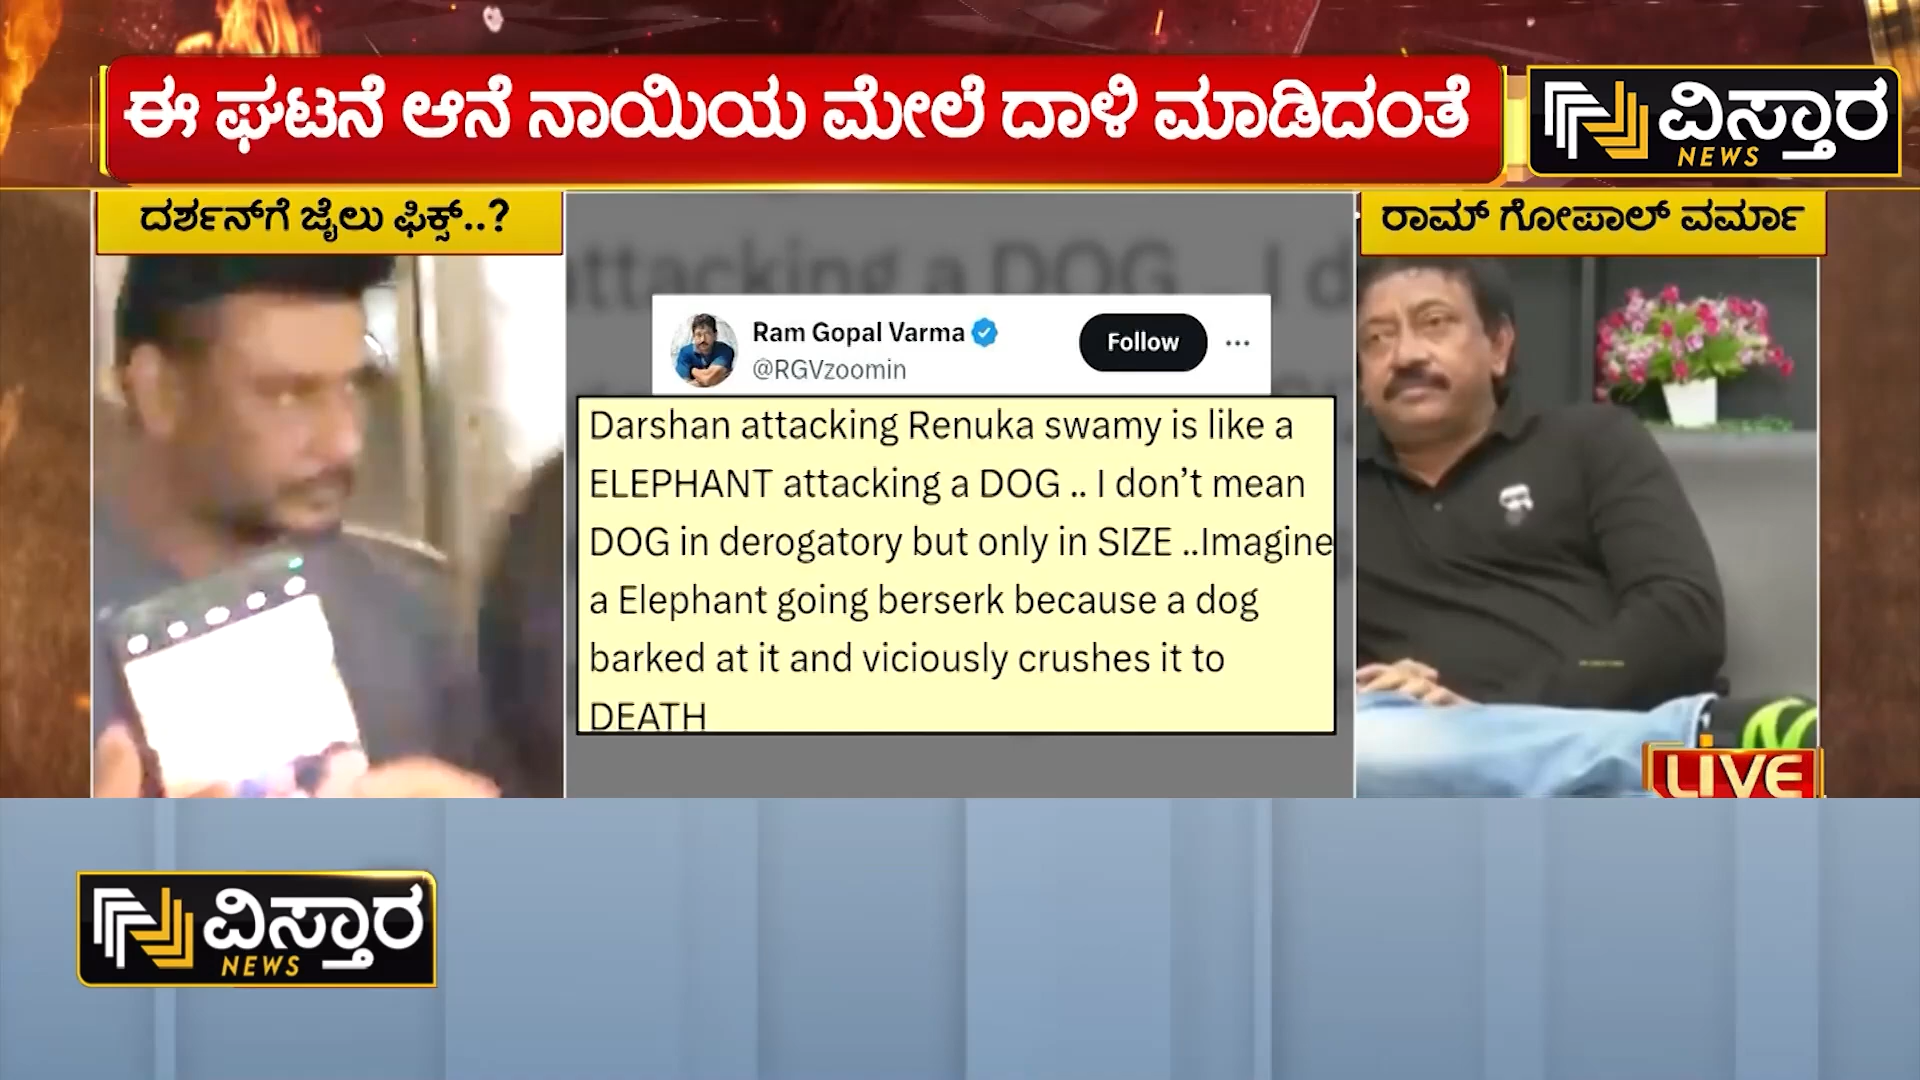 ಈ ಘಟನೆ ಆನೆ ನಾಯಿಯ ಮೇಲೆ ದಾಳಿ ಮಾಡಿದಂತೆ
ವಿಸ್ತಾರ
NEWS
ದರ್ಶನ್‌ಗೆ ಜೈಲು ಫಿಕ್ಸ್..?
ರಾಮ್ ಗೋಪಾಲ್ ವರ್ಮಾ
attacking a DOG .. I d
Ram Gopal Varma
@RGVzoomin
Follow
Darshan attacking Renuka swamy is like a
ELEPHANT attacking a DOG .. I don’t mean
DOG in derogatory but only in SIZE ..Imagine
a Elephant going berserk because a dog
barked at it and viciously crushes it to
DEATH
LIVE
ವಿಸ್ತಾರ
NEWS